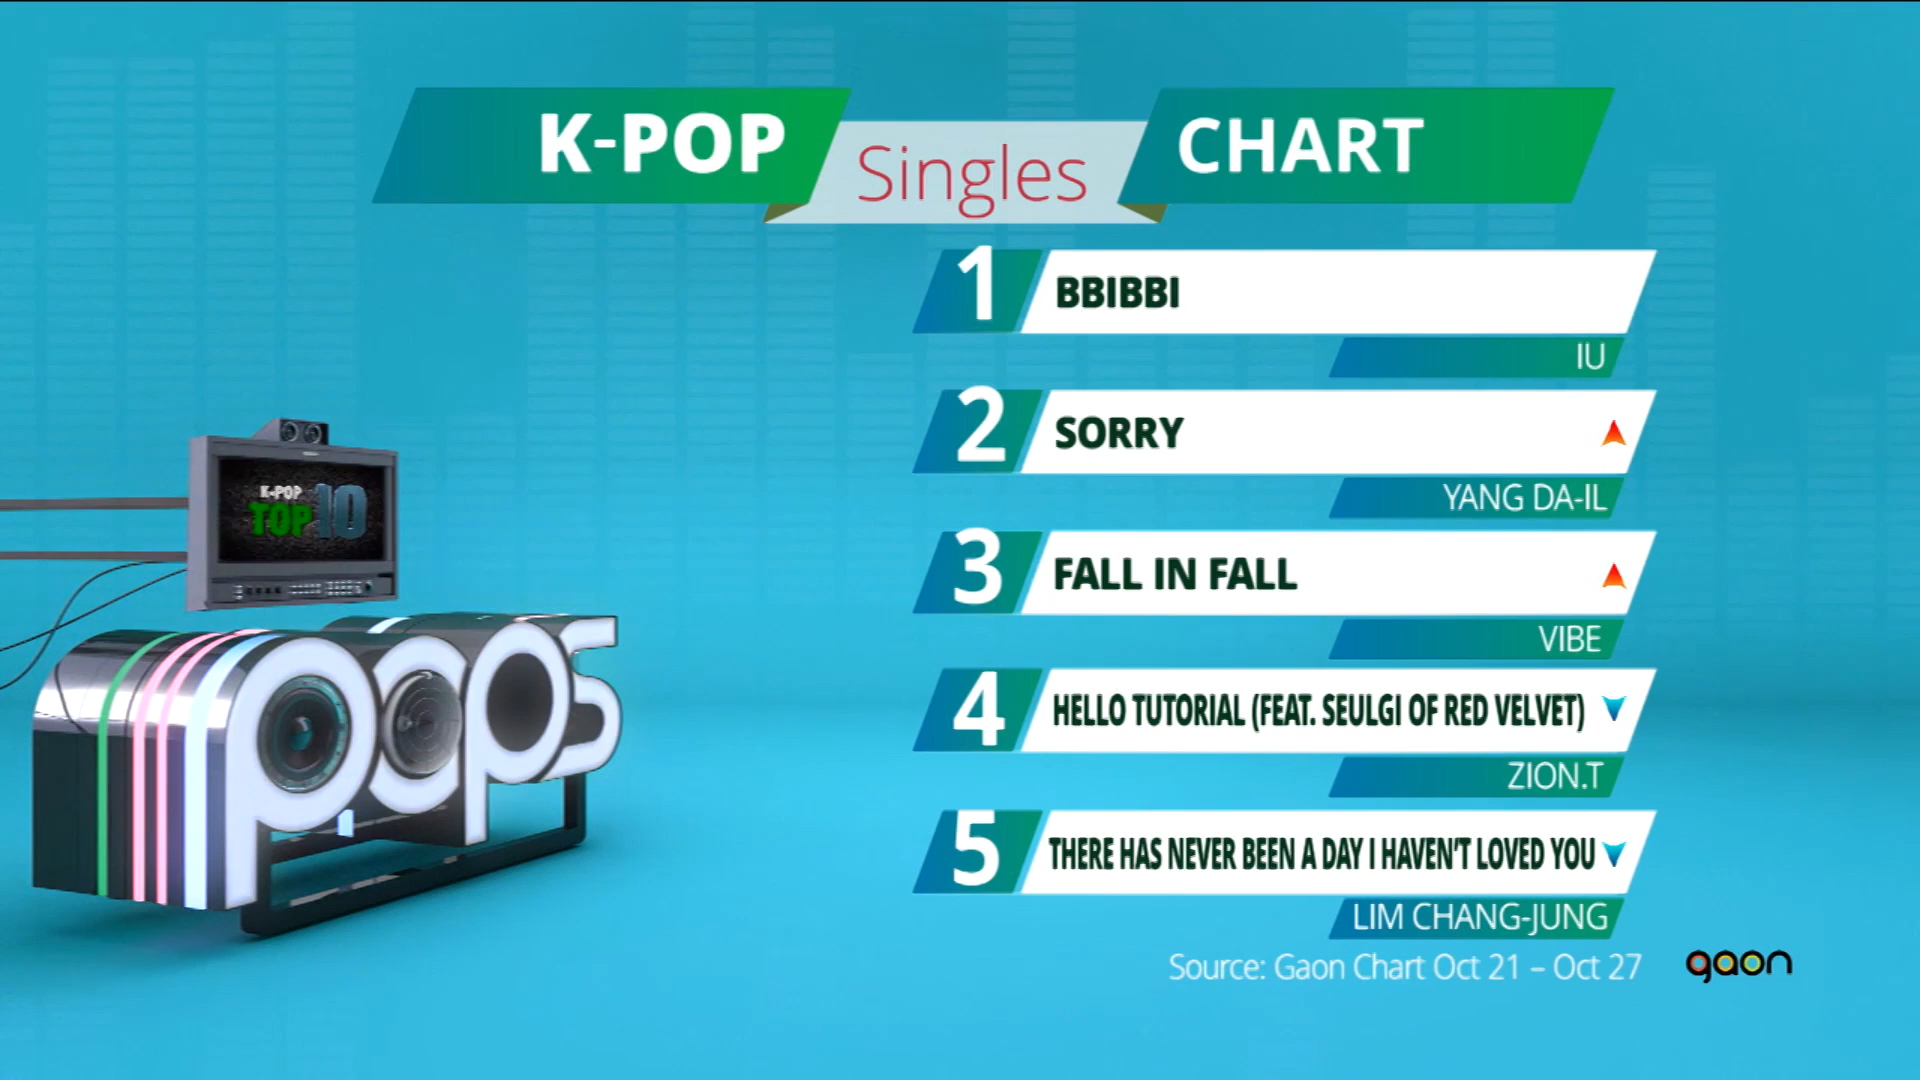 K-POP Singles CHART
1 BBIBBI
IU
2 SORRY
YANG DA-IL
3 FALL IN FALL
VIBE
4 HELLO TUTORIAL (FEAT. SEULGI OF RED VELVET)
ZION.T
5 THERE HAS NEVER BEEN A DAY I HAVEN'T LOVED YOU
LIM CHANG-JUNG
Source: Gaon Chart Oct 21 – Oct 27
gaon
K-POP
TOP 10
pops